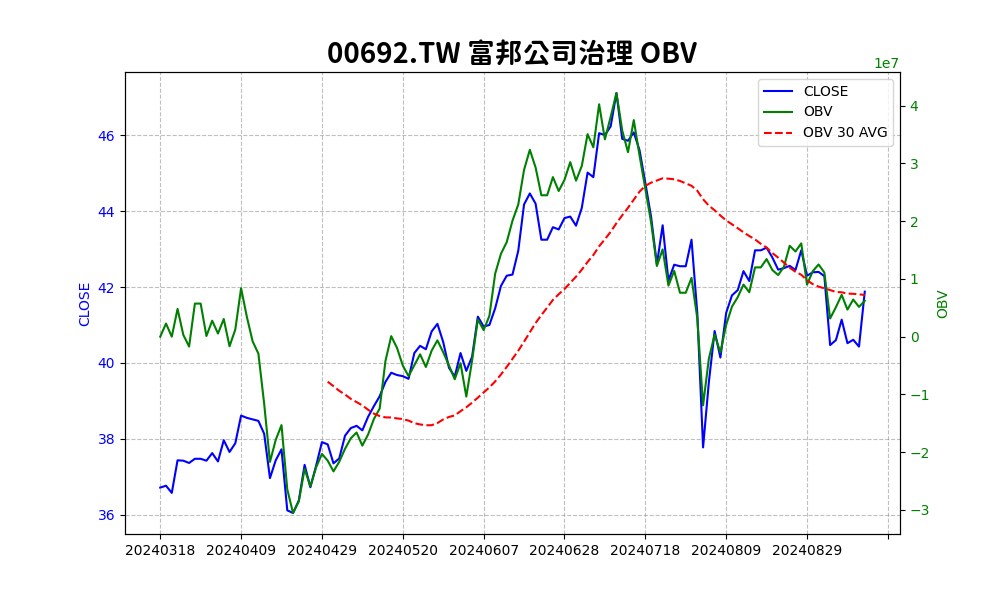 00692.TW 富邦公司治理 OBV
1e7
CLOSE
OBV
OBV 30 AVG
46
44
42
40
38
36
CLOSE
4
3
2
1
0
−1
−2
−3
OBV
20240318 20240409 20240429 20240520 20240607 20240628 20240718 20240809 20240829